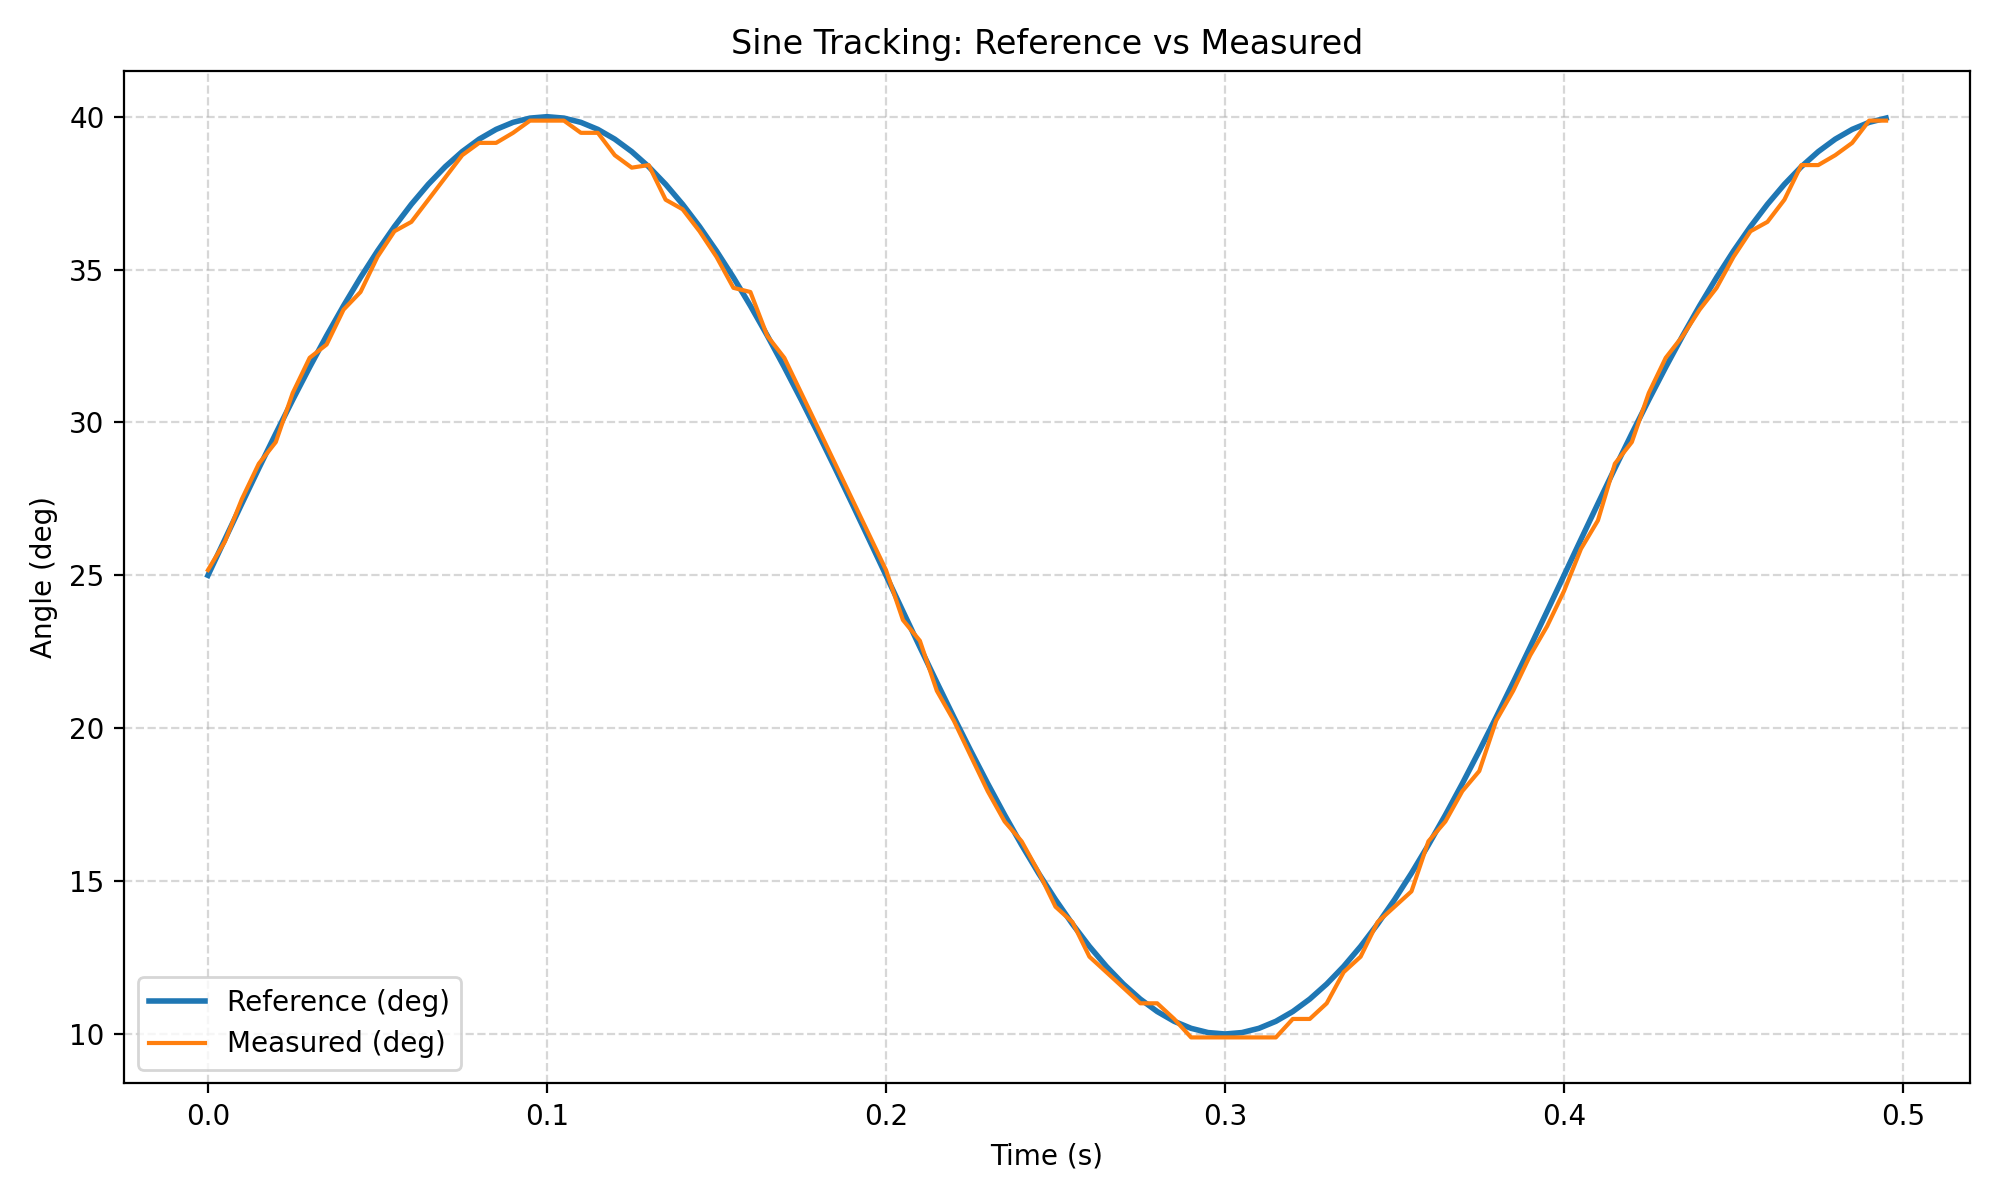 Sine Tracking: Reference vs Measured
Angle (deg)
40
35
30
25
20
15
10
Reference (deg)
Measured (deg)
0.0 0.1 0.2 0.3 0.4 0.5
Time (s)